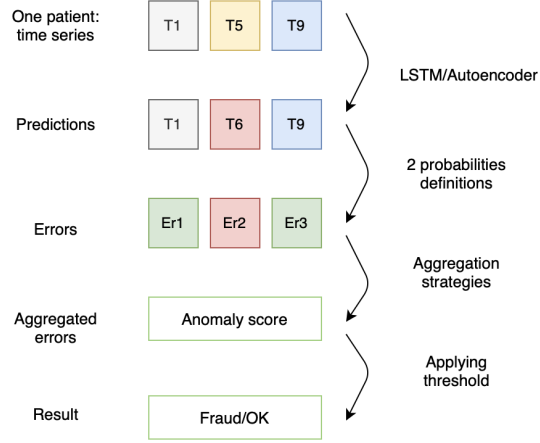 One patient:
time series
T1
T5
T9
LSTM/Autoencoder
Predictions
T1
T6
T9
2 probabilities
definitions
Errors
Er1
Er2
Er3
Aggregation
strategies
Aggregated
errors
Anomaly score
Applying
threshold
Result
Fraud/OK